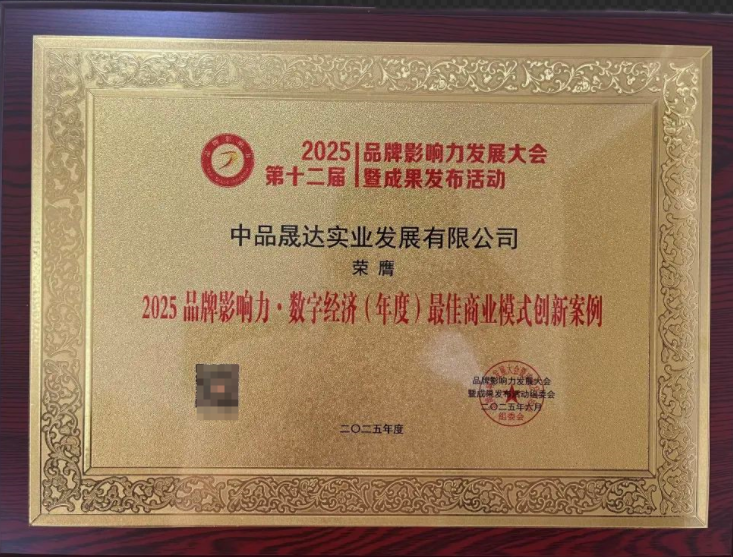 2025 品牌影响力发展大会
第十二届 暨成果发布活动
中品晟达实业发展有限公司
荣膺
2025 品牌影响力·数字经济（年度）最佳商业模式创新案例
品牌影响力发展大会
暨成果发布活动组委会
二〇二五年六月
组委会
二〇二五年度